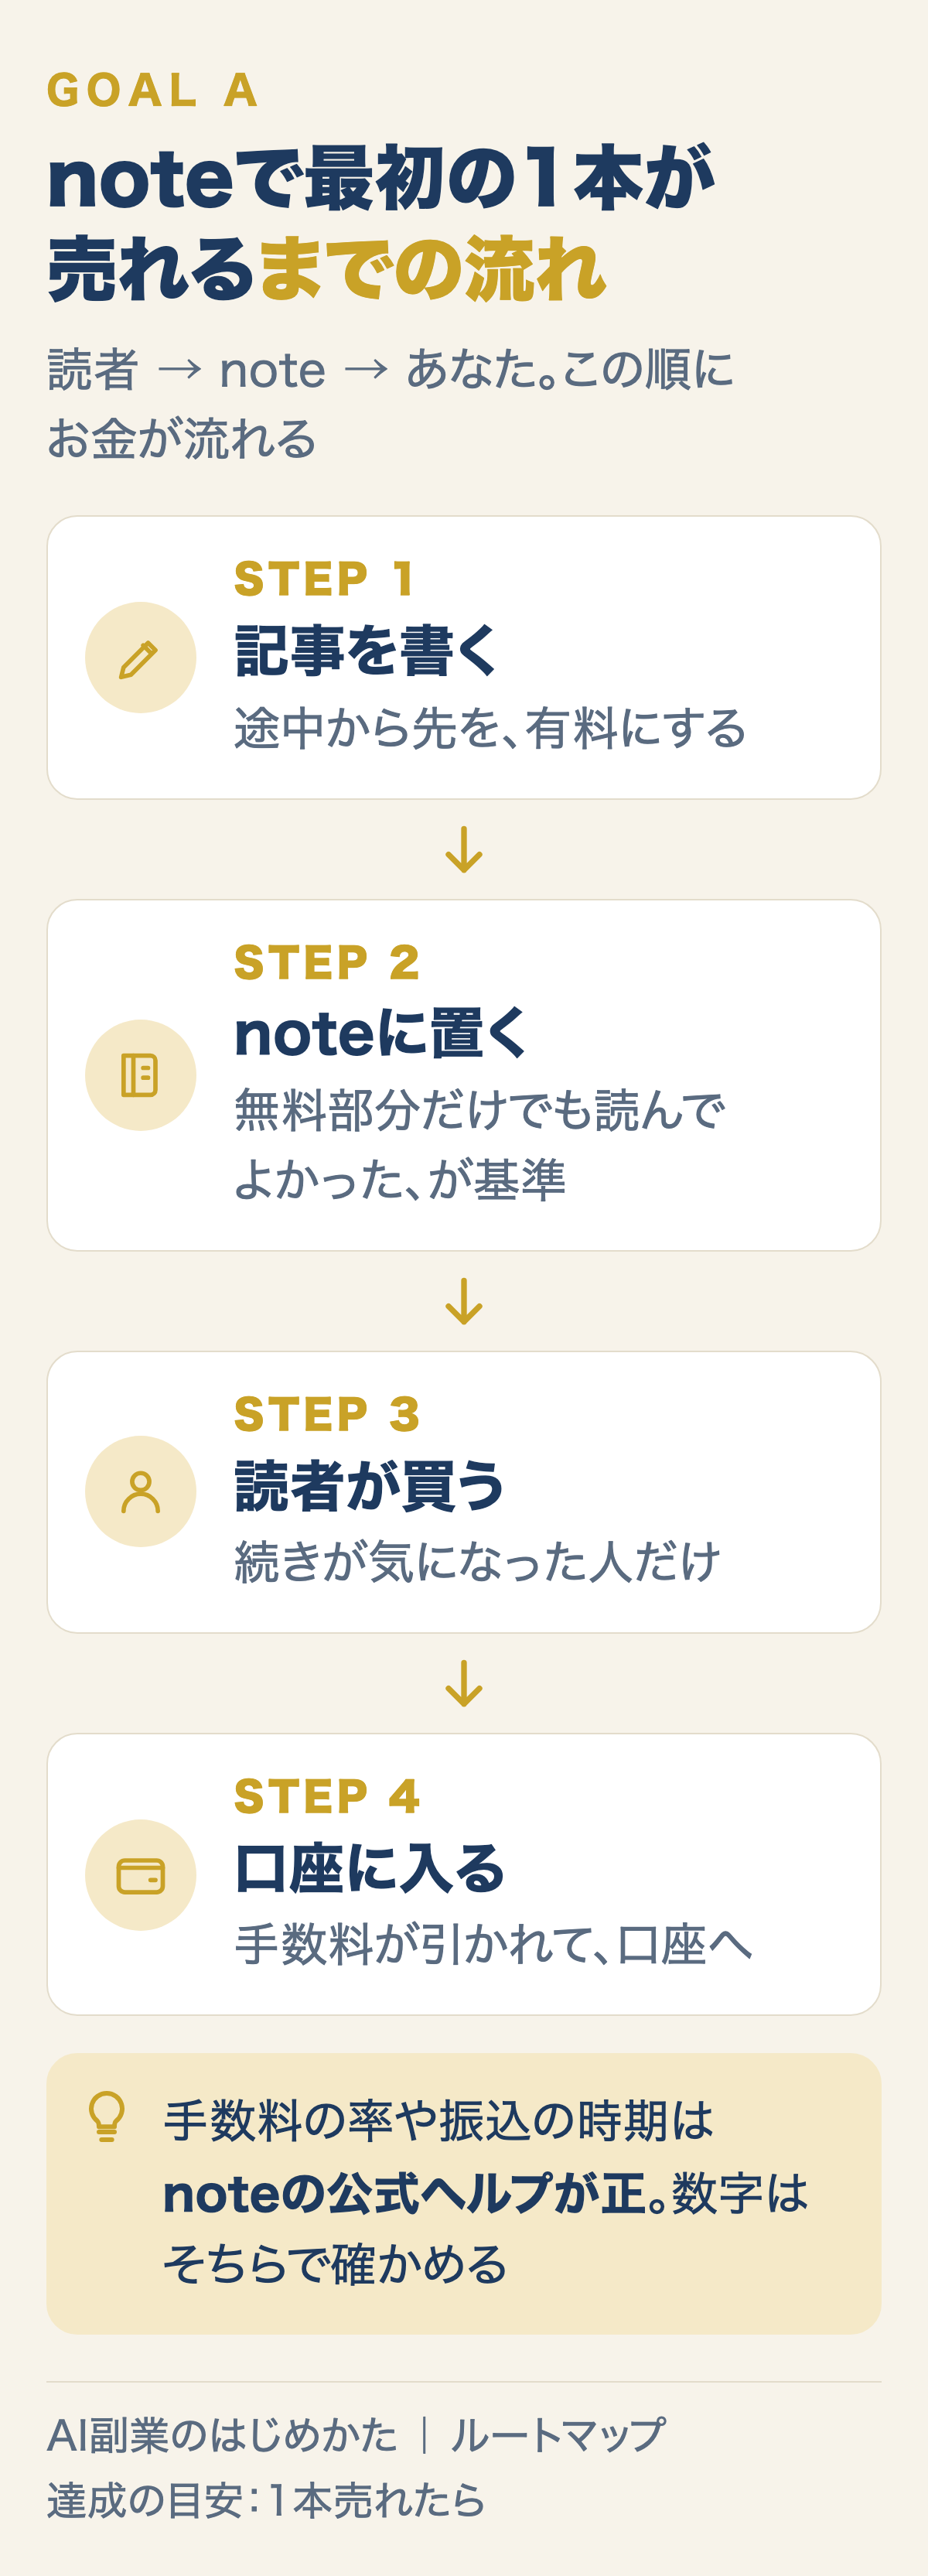 GOAL A
noteで最初の1本が
売れるまでの流れ
読者 → note → あなた。この順に
お金が流れる
STEP 1
記事を書く
途中から先を、有料にする
STEP 2
noteに置く
無料部分だけでも読んで
よかった、が基準
STEP 3
読者が買う
続きが気になった人だけ
STEP 4
口座に入る
手数料が引かれて、口座へ
手数料の率や振込の時期は
noteの公式ヘルプが正。数字は
そちらで確かめる
AI副業のはじめかた｜ルートマップ
達成の目安：1本売れたら